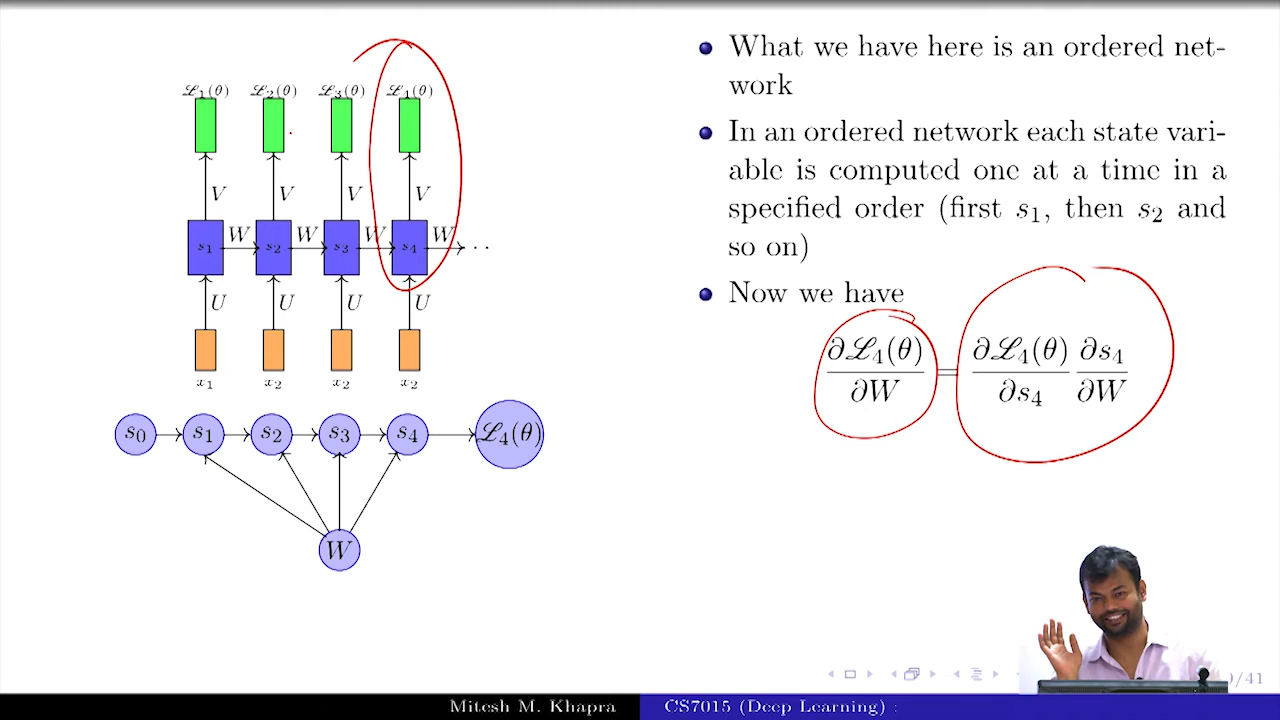 ℒ₁(θ) ℒ₂(θ) ℒ₃(θ) ℒ₄(θ)
V V V V
s₁ W s₂ W s₃ W s₄ W . .
U U U U
x₁ x₂ x₂ x₂
s₀ s₁ s₂ s₃ s₄ ℒ₄(θ)
W
What we have here is an ordered net-
work
In an ordered network each state vari-
able is computed one at a time in a
specified order (first s₁, then s₂ and
so on)
Now we have
∂ℒ₄(θ)/∂W = ∂ℒ₄(θ)/∂s₄ ∂s₄/∂W
/41
Mitesh M. Khapra CS7015 (Deep Learning) :